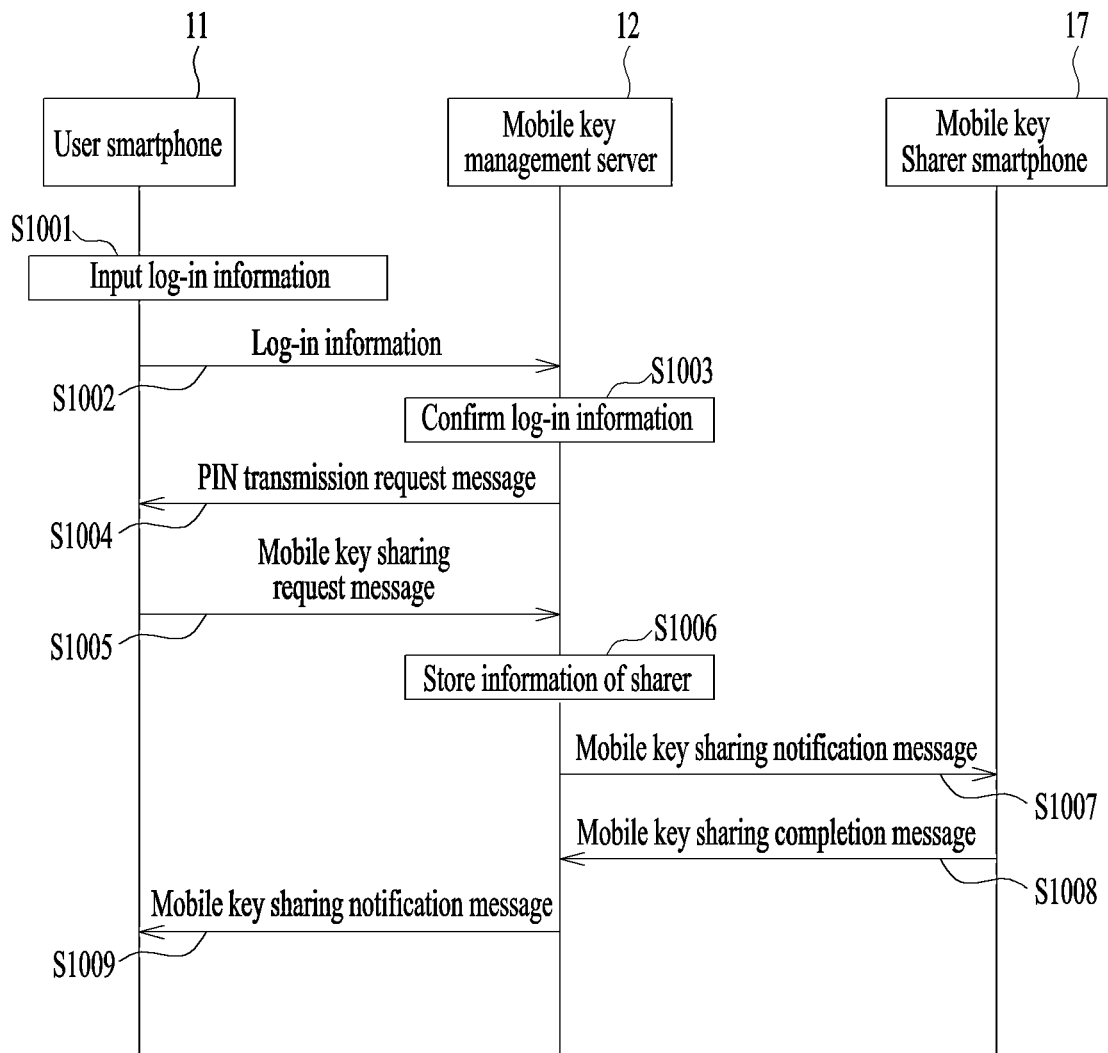 11
12
17
User smartphone
Mobile key
management server
Mobile key
Sharer smartphone
S1001
Input log-in information
Log-in information
S1002
S1003
Confirm log-in information
PIN transmission request message
S1004
Mobile key sharing
request message
S1005
S1006
Store information of sharer
Mobile key sharing notification message
S1007
Mobile key sharing completion message
S1008
Mobile key sharing notification message
S1009